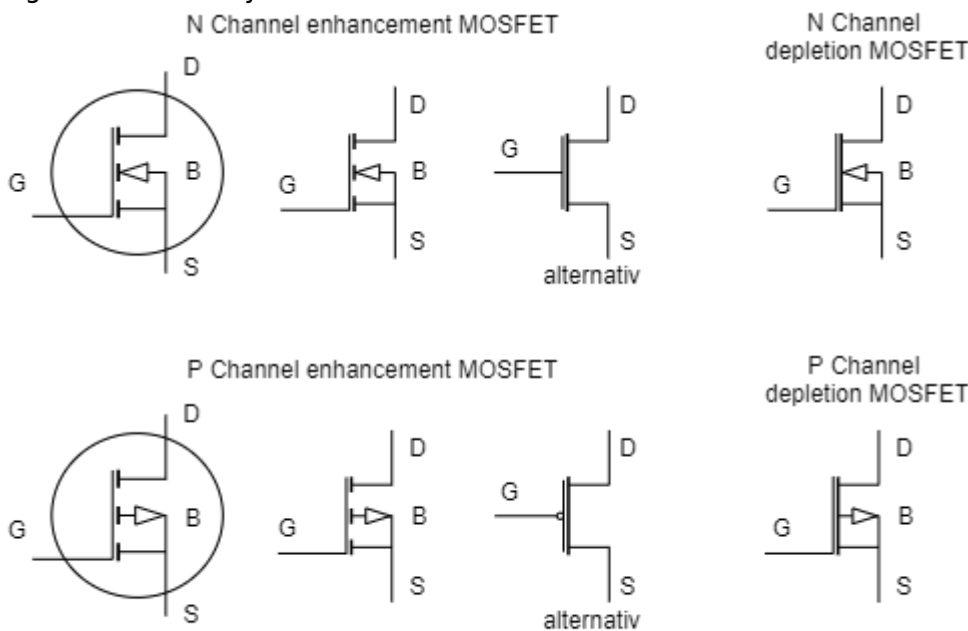 N Channel enhancement MOSFET
N Channel
depletion MOSFET
D
B
G
S
D
B
G
S
D
G
S
alternativ
D
B
G
S
P Channel enhancement MOSFET
P Channel
depletion MOSFET
D
B
G
S
D
B
G
S
D
G
S
alternativ
D
B
G
S